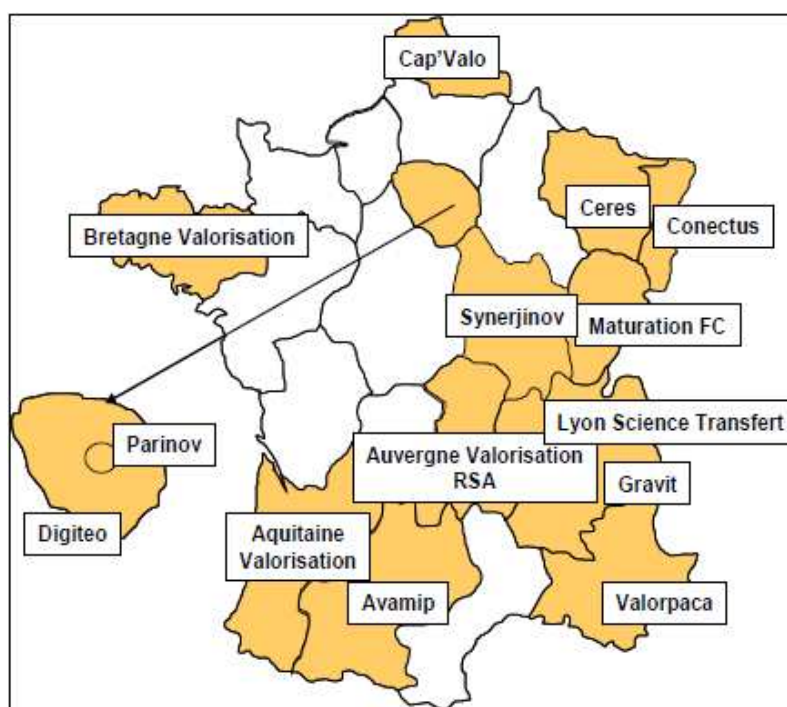 Cap'Valo
Ceres
Conectus
Bretagne Valorisation
Synerjinov
Maturation FC
Lyon Science Transfert
Parinov
Auvergne Valorisation
RSA
Gravit
Digiteo
Aquitaine
Valorisation
Avamip
Valorpaca